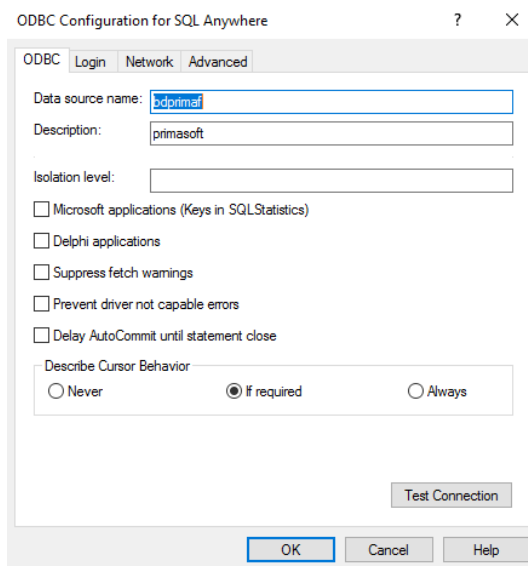 ODBC Configuration for SQL Anywhere
ODBC Login Network Advanced
Data source name: bdprimaf
Description: primasoft
Isolation level:
Microsoft applications (Keys in SQLStatistics)
Delphi applications
Suppress fetch warnings
Prevent driver not capable errors
Delay AutoCommit until statement close
Describe Cursor Behavior
Never If required Always
Test Connection
OK Cancel Help